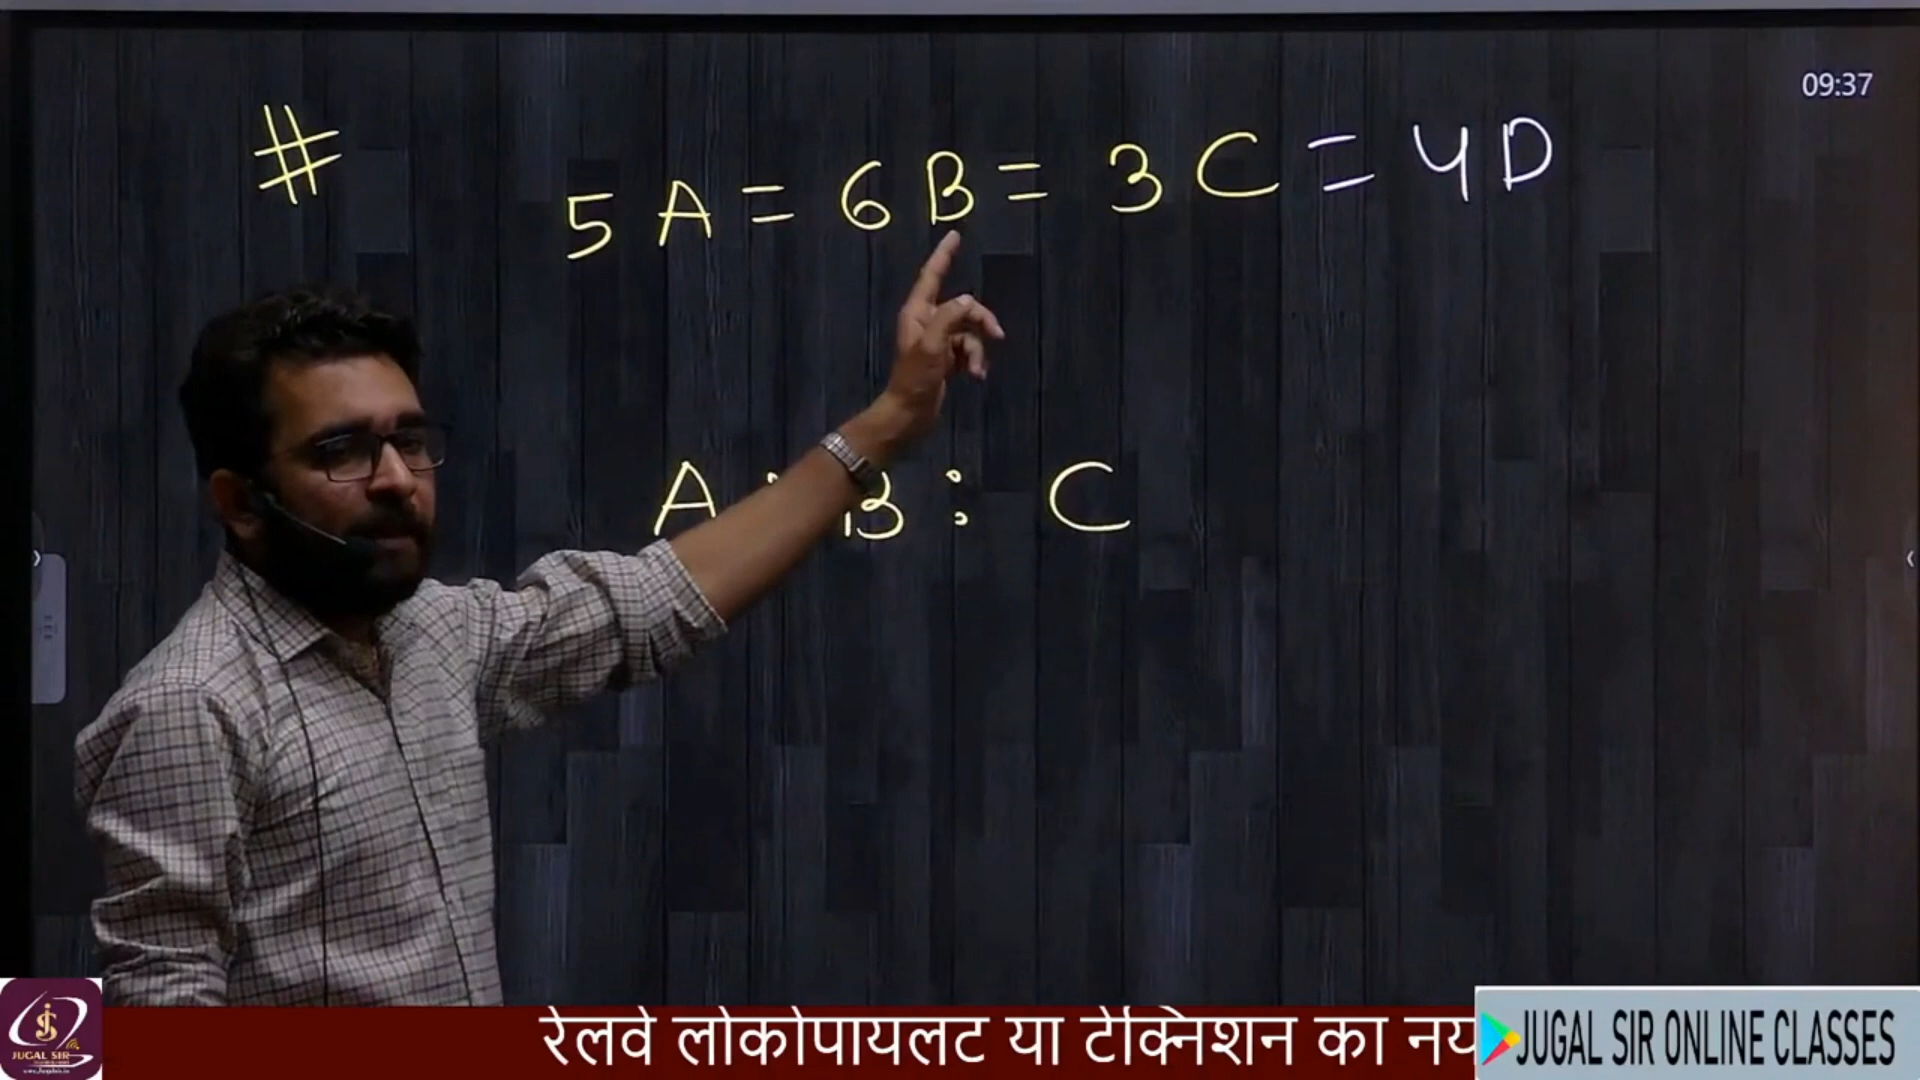 09:37
# 5A = 6B = 3C = 4D
A : B : C
रेलवे लोकोपायलट या टेक्निशन का नय
JUGAL SIR ONLINE CLASSES
JUGAL SIR